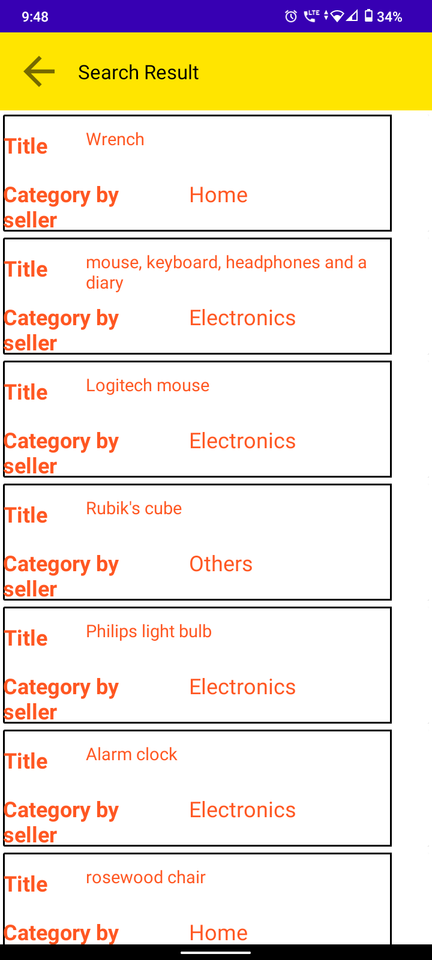 9:48 LTE 34%
Search Result
Title Wrench
Category by Home
seller
Title mouse, keyboard, headphones and a
diary
Category by Electronics
seller
Title Logitech mouse
Category by Electronics
seller
Title Rubik's cube
Category by Others
seller
Title Philips light bulb
Category by Electronics
seller
Title Alarm clock
Category by Electronics
seller
Title rosewood chair
Category by Home